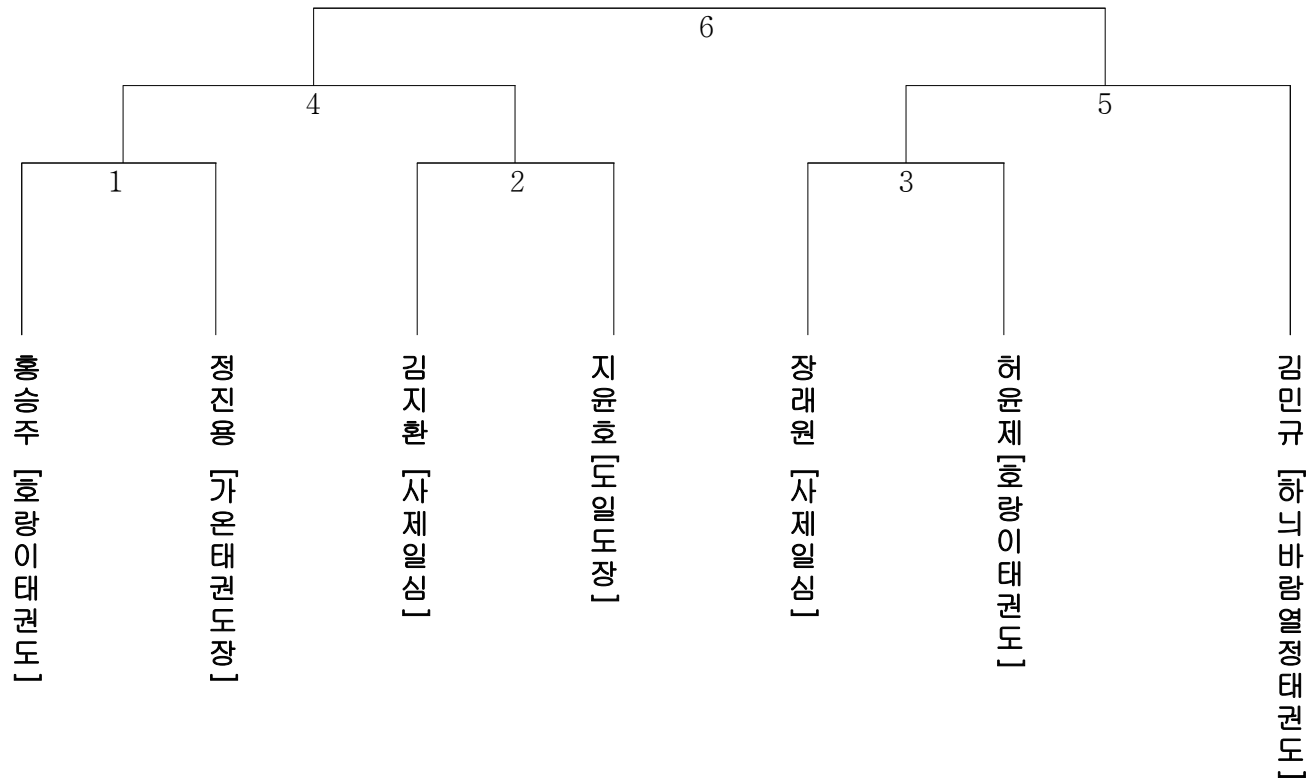 6
4
5
1
2
3
홍승주 [호랑이태권도]
정진용 [가온태권도장]
김지환 [사제일심]
지윤호[도일도장]
장래원 [사제일심]
허윤제[호랑이태권도]
김민규 [하늬바람열정태권도]